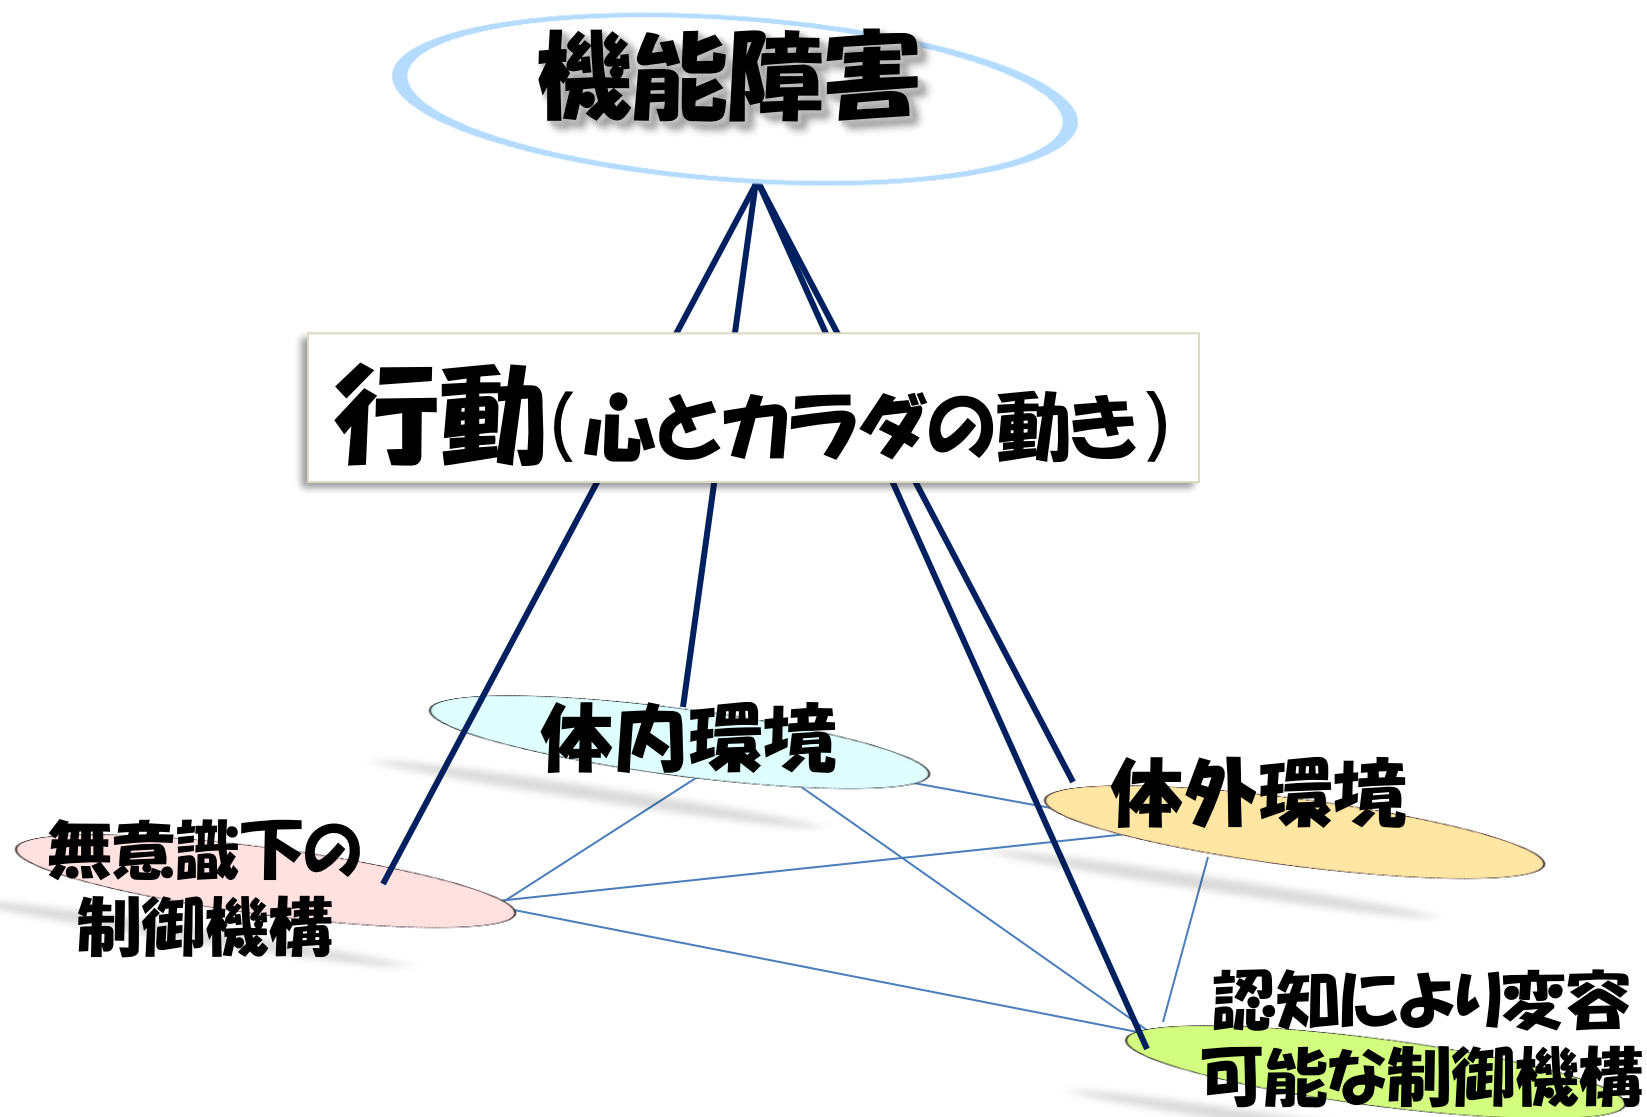 機能障害
行動(心とカラダの動き)
体内環境
体外環境
無意識下の
制御機構
認知により変容
可能な制御機構